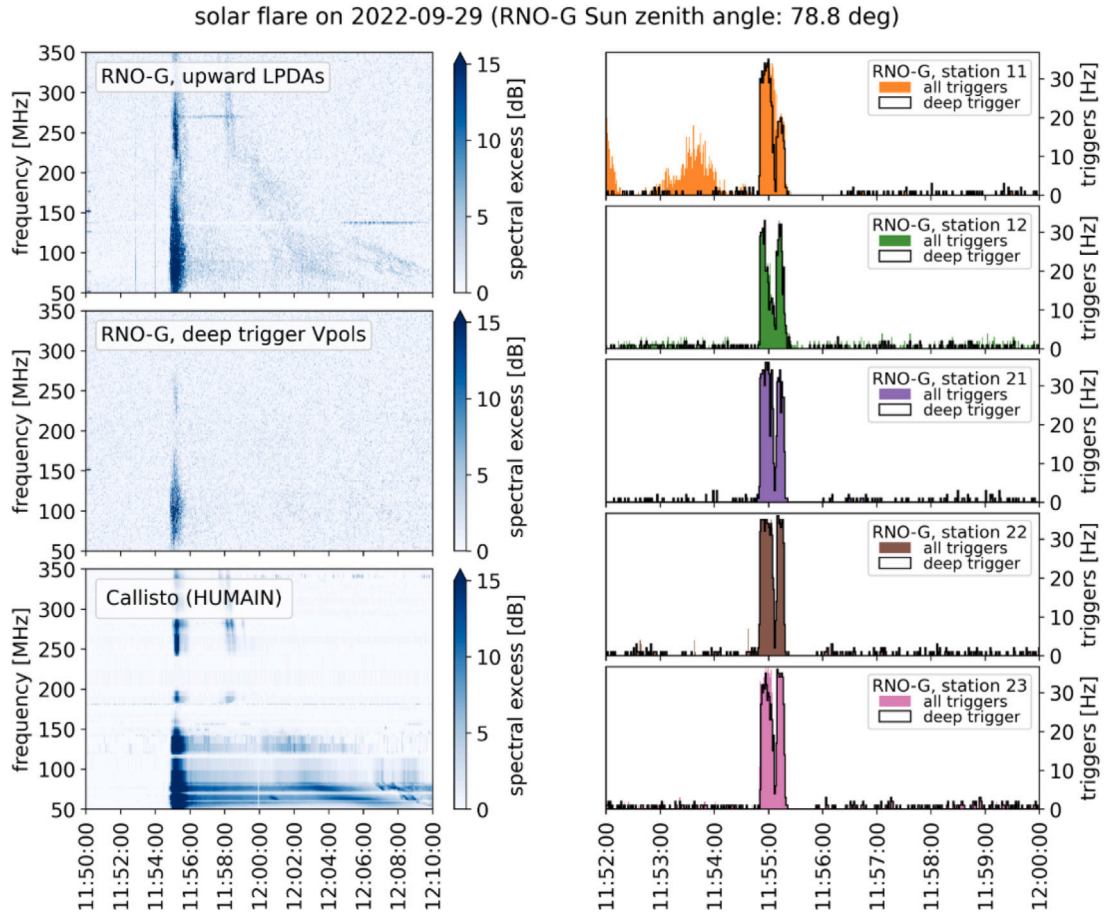 solar flare on 2022-09-29 (RNO-G Sun zenith angle: 78.8 deg)
RNO-G, upward LPDAs
frequency [MHz]
350
300
250
200
150
100
50
spectral excess [dB]
15
10
5
0
RNO-G, deep trigger Vpols
frequency [MHz]
350
300
250
200
150
100
50
spectral excess [dB]
15
10
5
0
Callisto (HUMAIN)
frequency [MHz]
350
300
250
200
150
100
50
spectral excess [dB]
15
10
5
0
11:50:00
11:52:00
11:54:00
11:56:00
11:58:00
12:00:00
12:02:00
12:04:00
12:06:00
12:08:00
12:10:00
RNO-G, station 11
all triggers
deep trigger
30
20
10
0
triggers [Hz]
RNO-G, station 12
all triggers
deep trigger
30
20
10
0
triggers [Hz]
RNO-G, station 21
all triggers
deep trigger
30
20
10
0
triggers [Hz]
RNO-G, station 22
all triggers
deep trigger
30
20
10
0
triggers [Hz]
RNO-G, station 23
all triggers
deep trigger
30
20
10
0
triggers [Hz]
11:52:00
11:53:00
11:54:00
11:55:00
11:56:00
11:57:00
11:58:00
11:59:00
12:00:00